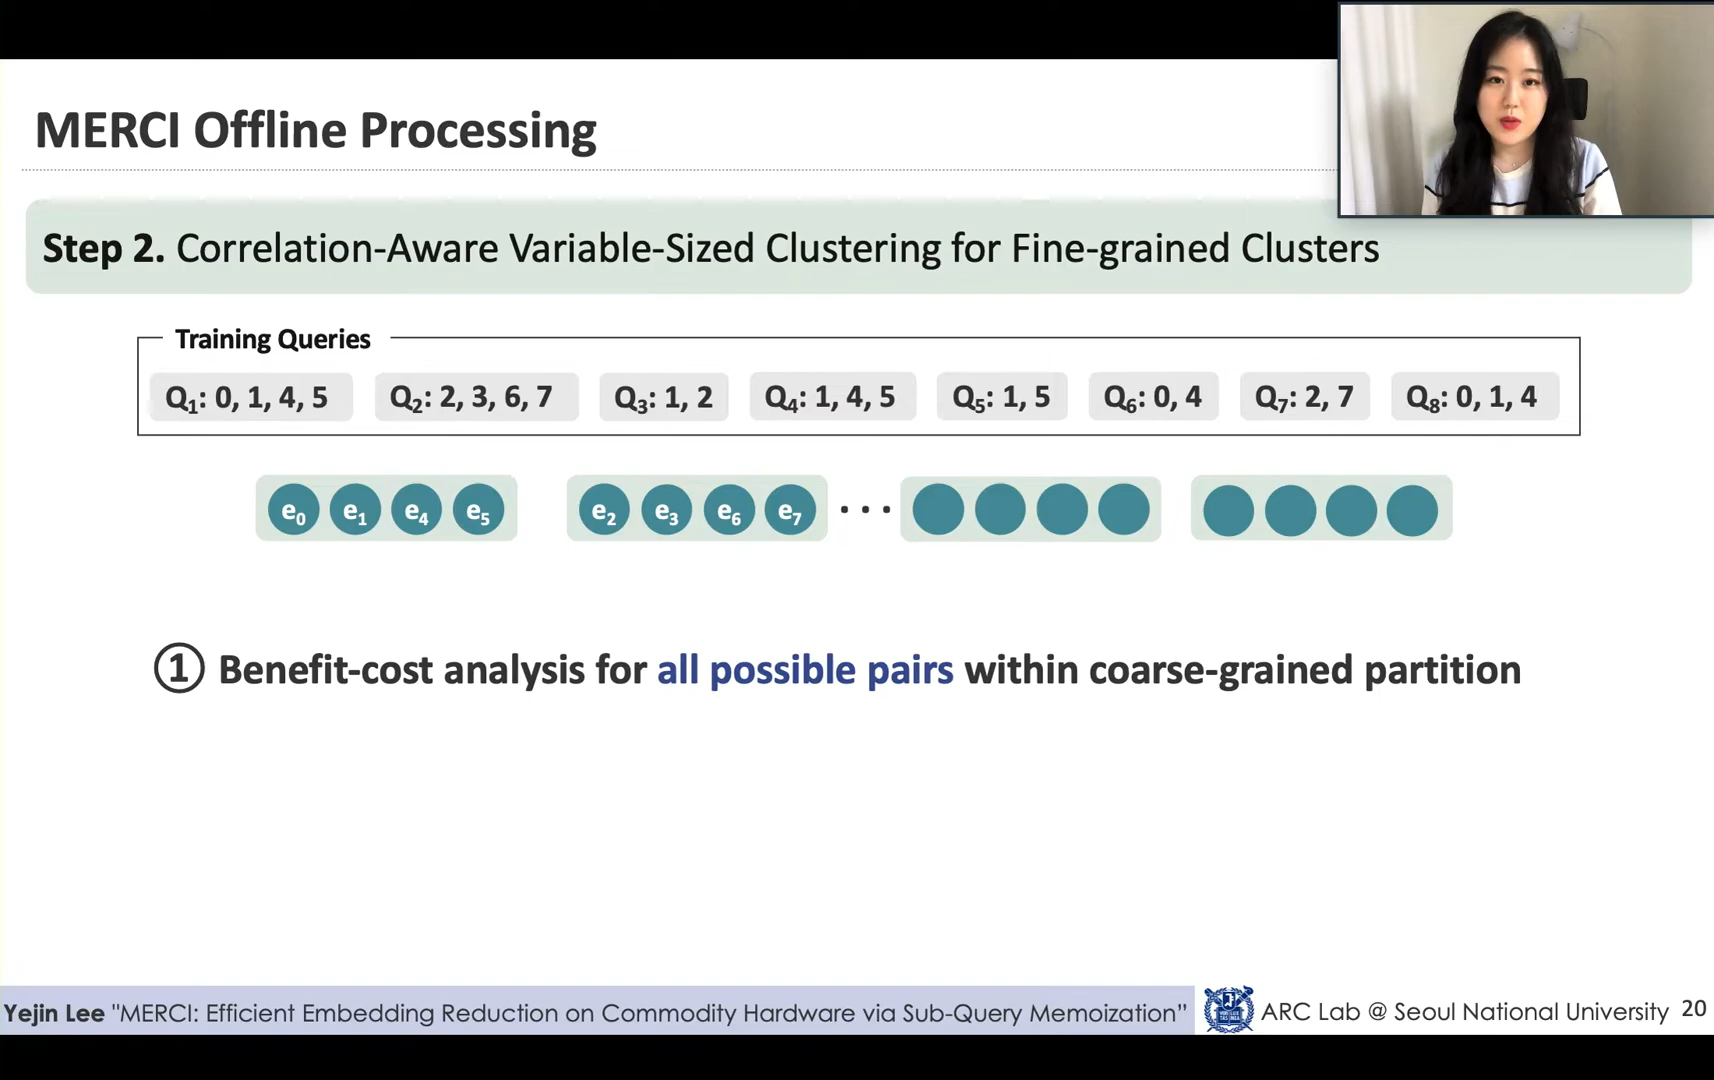 MERCI Offline Processing
Step 2. Correlation-Aware Variable-Sized Clustering for Fine-grained Clusters
Training Queries
Q₁: 0, 1, 4, 5 Q₂: 2, 3, 6, 7 Q₃: 1, 2 Q₄: 1, 4, 5 Q₅: 1, 5 Q₆: 0, 4 Q₇: 2, 7 Q₈: 0, 1, 4
e₀ e₁ e₄ e₅ e₂ e₃ e₆ e₇ ···
① Benefit-cost analysis for all possible pairs within coarse-grained partition
Yejin Lee "MERCI: Efficient Embedding Reduction on Commodity Hardware via Sub-Query Memoization” ARC Lab @ Seoul National University 20